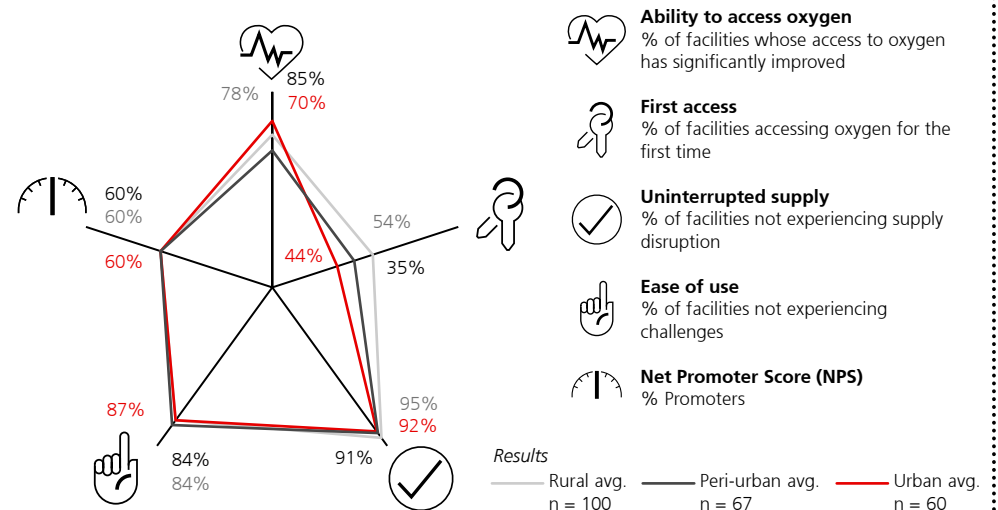 85%
78%
70%
60%
60%
60%
54%
44%
35%
95%
92%
91%
87%
84%
84%
Ability to access oxygen
% of facilities whose access to oxygen
has significantly improved
First access
% of facilities accessing oxygen for the
first time
Uninterrupted supply
% of facilities not experiencing supply
disruption
Ease of use
% of facilities not experiencing
challenges
Net Promoter Score (NPS)
% Promoters
Results
Rural avg.
n = 100
Peri-urban avg.
n = 67
Urban avg.
n = 60